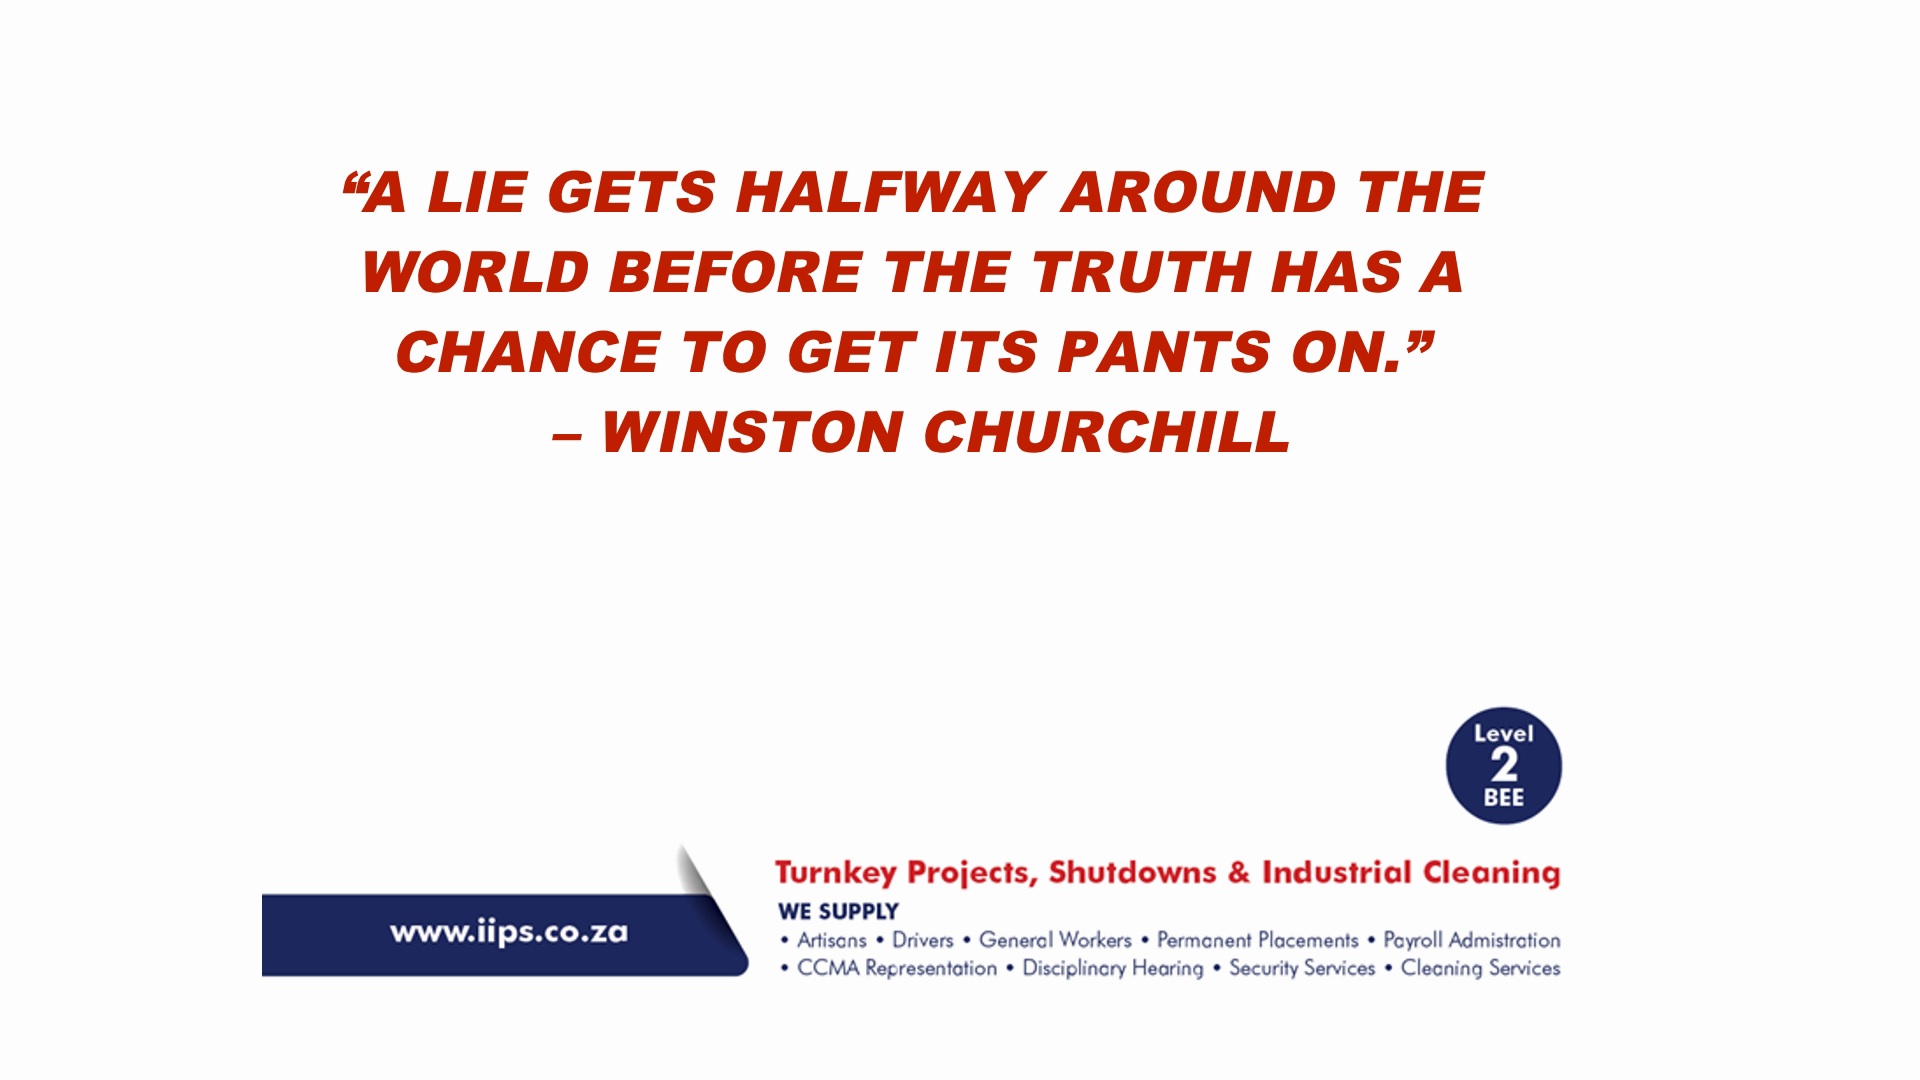 “A LIE GETS HALFWAY AROUND THE
WORLD BEFORE THE TRUTH HAS A
CHANCE TO GET ITS PANTS ON.”
– WINSTON CHURCHILL
Level
2
BEE
Turnkey Projects, Shutdowns & Industrial Cleaning
WE SUPPLY
www.iips.co.za
• Artisans • Drivers • General Workers • Permanent Placements • Payroll Admistration
• CCMA Representation • Disciplinary Hearing • Security Services • Cleaning Services